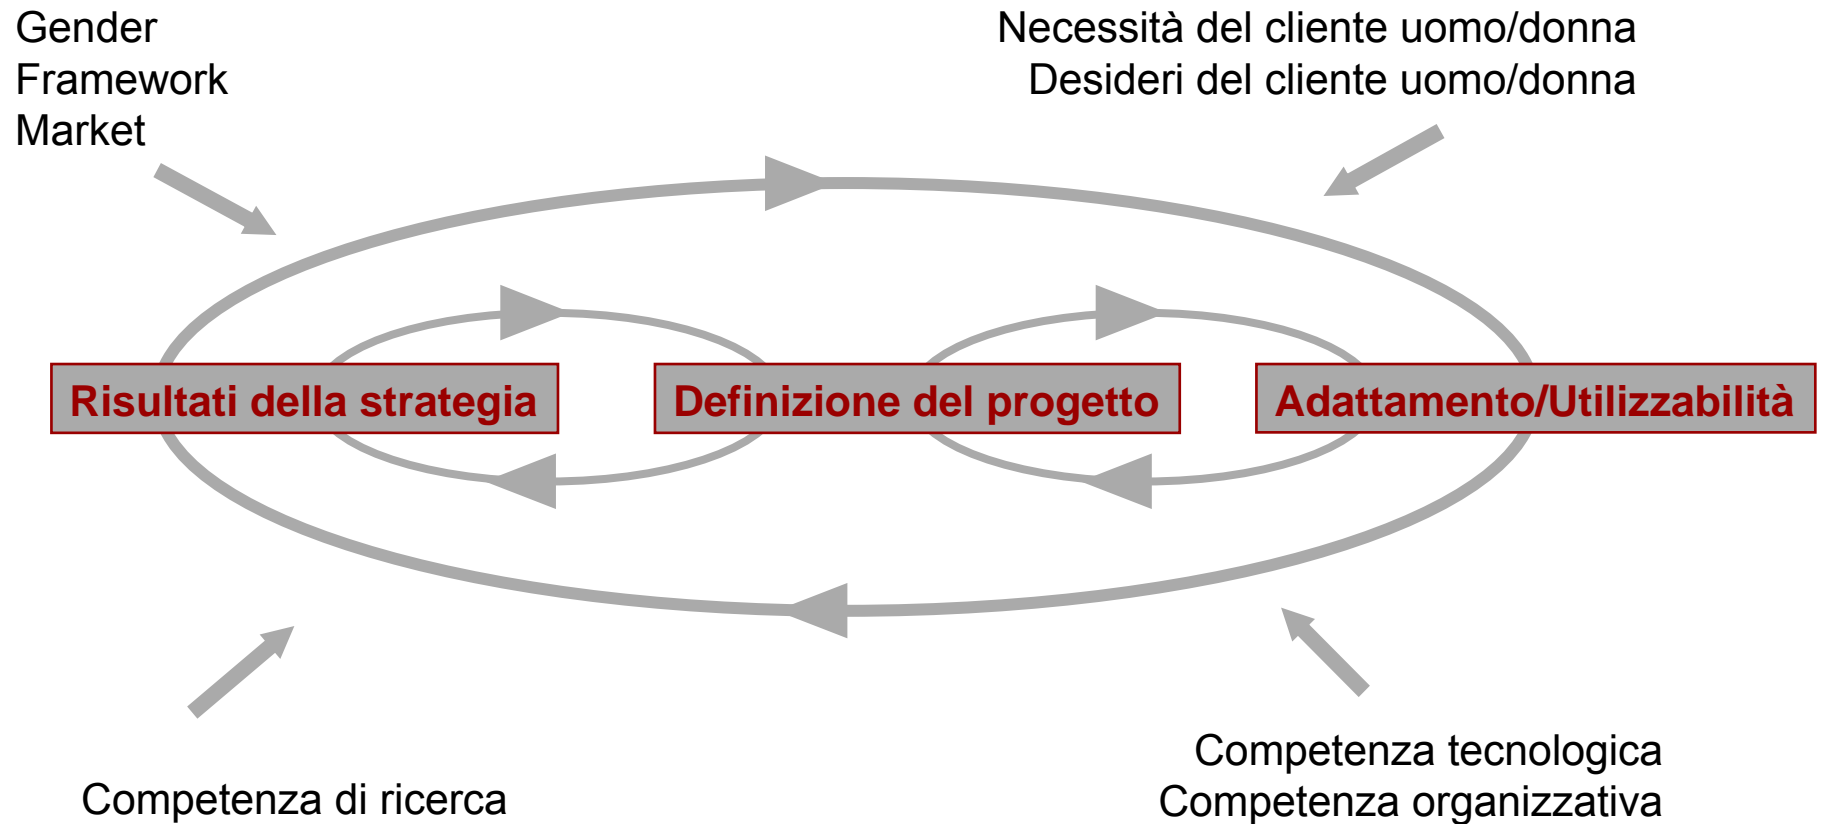 Gender
Framework
Market
Necessità del cliente uomo/donna
Desideri del cliente uomo/donna
Risultati della strategia
Definizione del progetto
Adattamento/Utilizzabilità
Competenza di ricerca
Competenza tecnologica
Competenza organizzativa